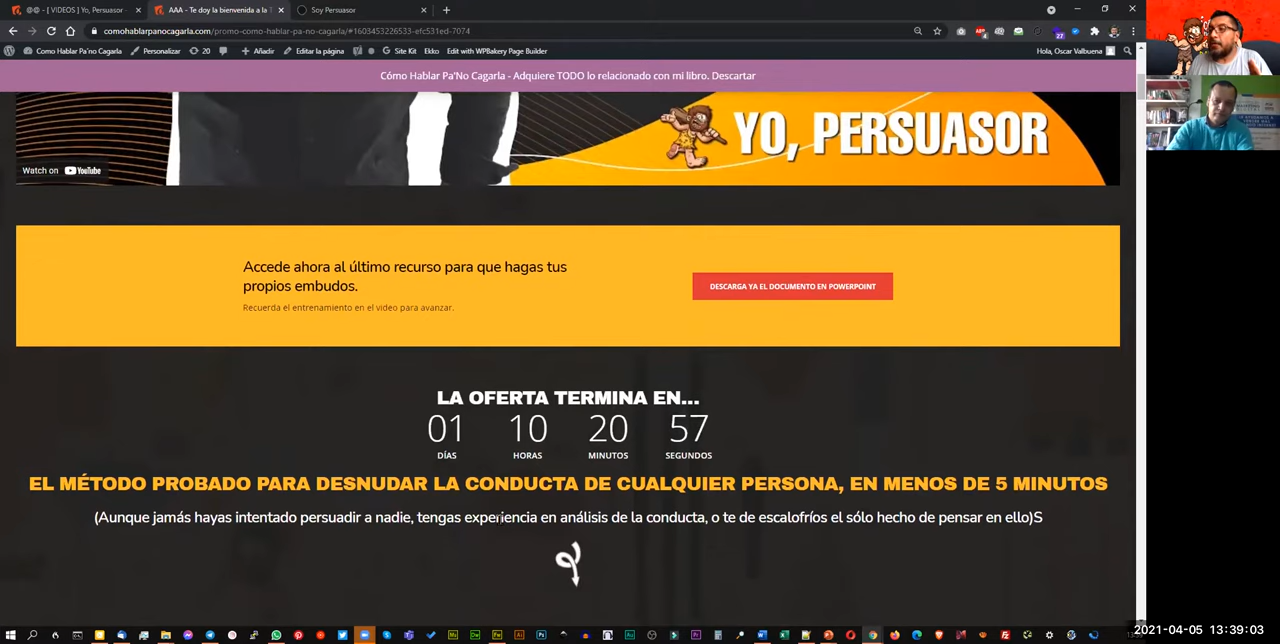 @@ - [ VIDEOS ] Yo, Persuasor -
AAA - Te doy la bienvenida a la T
Soy Persuasor
comohablarpanocagarla.com/promo-como-hablar-pa-no-cagarla/#1603453226533-efc531ed-7074
Como Hablar Pa'no Cagarla
Personalizar
20
Añadir
Editar la página
Site Kit
Ekko
Edit with WPBakery Page Builder
Hola, Oscar Valbuena
Cómo Hablar Pa'No Cagarla - Adquiere TODO lo relacionado con mi libro. Descartar
YO, PERSUASOR
Watch on YouTube
Accede ahora al último recurso para que hagas tus
propios embudos.
Recuerda el entrenamiento en el video para avanzar.
DESCARGA YA EL DOCUMENTO EN POWERPOINT
LA OFERTA TERMINA EN...
01 10 20 57
DÍAS HORAS MINUTOS SEGUNDOS
EL MÉTODO PROBADO PARA DESNUDAR LA CONDUCTA DE CUALQUIER PERSONA, EN MENOS DE 5 MINUTOS
(Aunque jamás hayas intentado persuadir a nadie, tengas experiencia en análisis de la conducta, o te de escalofríos el sólo hecho de pensar en ello)S
2021-04-05 13:39:03